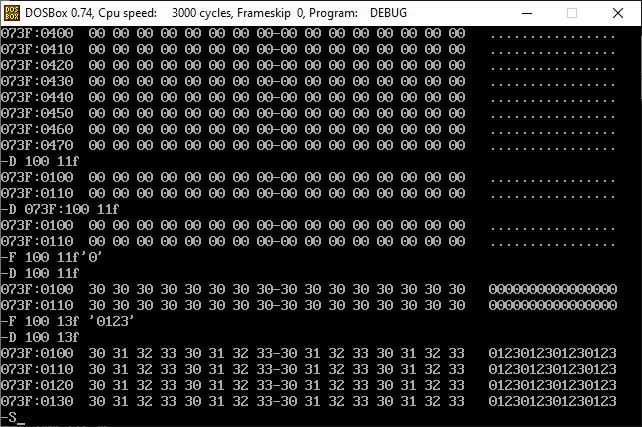 DOSBox 0.74, Cpu speed: 3000 cycles, Frameskip 0, Program: DEBUG
073F:0400 00 00 00 00 00 00 00 00-00 00 00 00 00 00 00 00 ................
073F:0410 00 00 00 00 00 00 00 00-00 00 00 00 00 00 00 00 ................
073F:0420 00 00 00 00 00 00 00 00-00 00 00 00 00 00 00 00 ................
073F:0430 00 00 00 00 00 00 00 00-00 00 00 00 00 00 00 00 ................
073F:0440 00 00 00 00 00 00 00 00-00 00 00 00 00 00 00 00 ................
073F:0450 00 00 00 00 00 00 00 00-00 00 00 00 00 00 00 00 ................
073F:0460 00 00 00 00 00 00 00 00-00 00 00 00 00 00 00 00 ................
073F:0470 00 00 00 00 00 00 00 00-00 00 00 00 00 00 00 00 ................
-D 100 11f
073F:0100 00 00 00 00 00 00 00 00-00 00 00 00 00 00 00 00 ................
073F:0110 00 00 00 00 00 00 00 00-00 00 00 00 00 00 00 00 ................
-D 073F:100 11f
073F:0100 00 00 00 00 00 00 00 00-00 00 00 00 00 00 00 00 ................
073F:0110 00 00 00 00 00 00 00 00-00 00 00 00 00 00 00 00 ................
-F 100 11f'0'
-D 100 11f
073F:0100 30 30 30 30 30 30 30 30-30 30 30 30 30 30 30 30 0000000000000000
073F:0110 30 30 30 30 30 30 30 30-30 30 30 30 30 30 30 30 0000000000000000
-F 100 13f '0123'
-D 100 13f
073F:0100 30 31 32 33 30 31 32 33-30 31 32 33 30 31 32 33 0123012301230123
073F:0110 30 31 32 33 30 31 32 33-30 31 32 33 30 31 32 33 0123012301230123
073F:0120 30 31 32 33 30 31 32 33-30 31 32 33 30 31 32 33 0123012301230123
073F:0130 30 31 32 33 30 31 32 33-30 31 32 33 30 31 32 33 0123012301230123
-S_